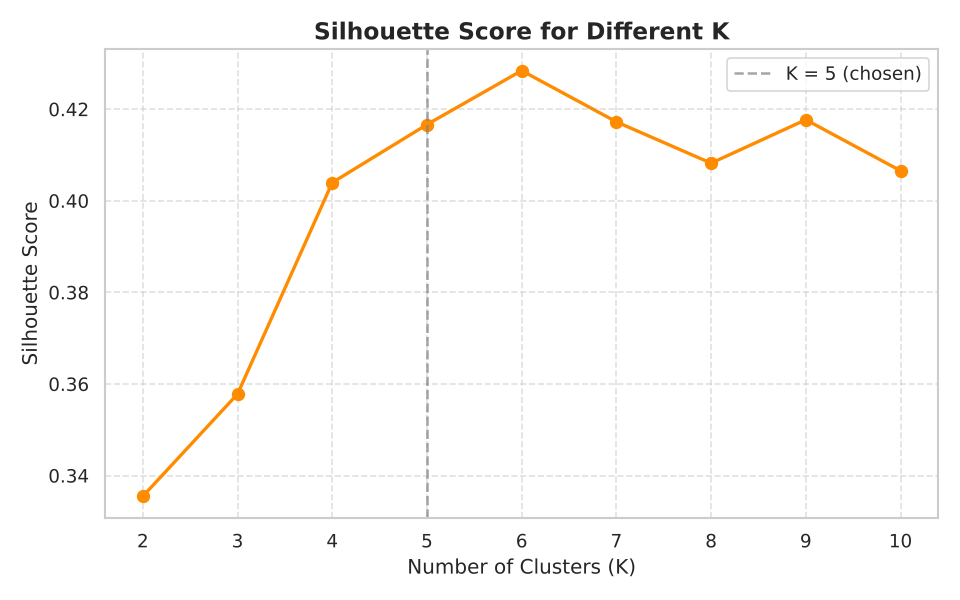 Silhouette Score for Different K
K = 5 (chosen)
Silhouette Score
0.42
0.40
0.38
0.36
0.34
2 3 4 5 6 7 8 9 10
Number of Clusters (K)